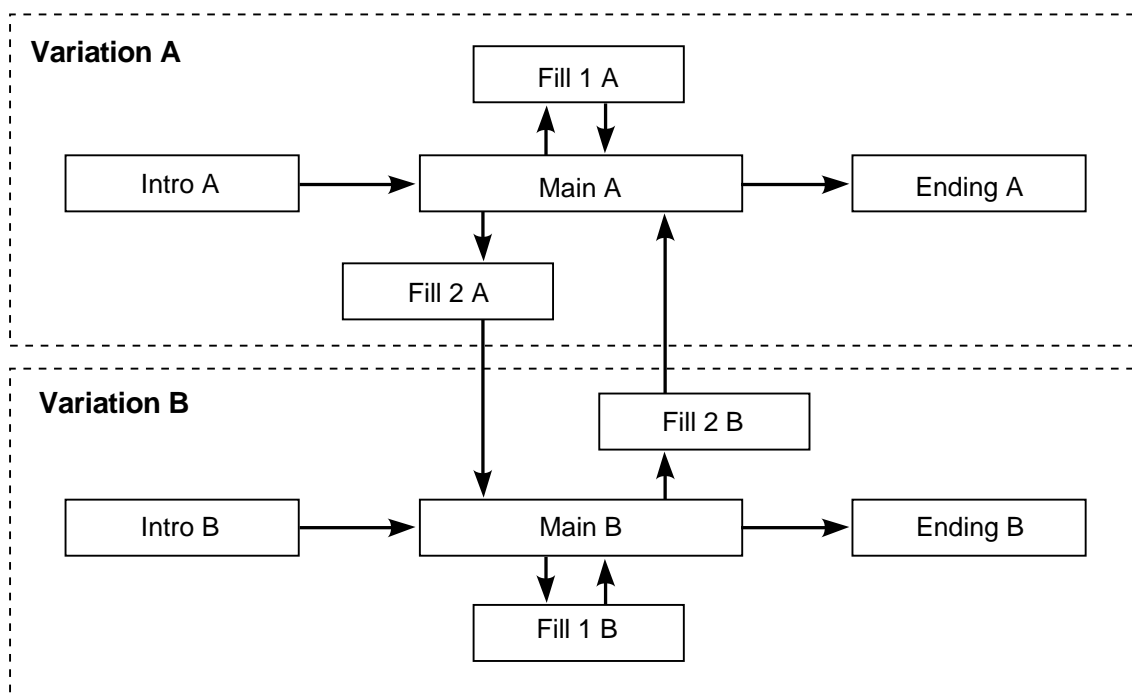 Variation A
Fill 1 A
Intro A
Main A
Ending A
Fill 2 A
Variation B
Fill 2 B
Intro B
Main B
Ending B
Fill 1 B